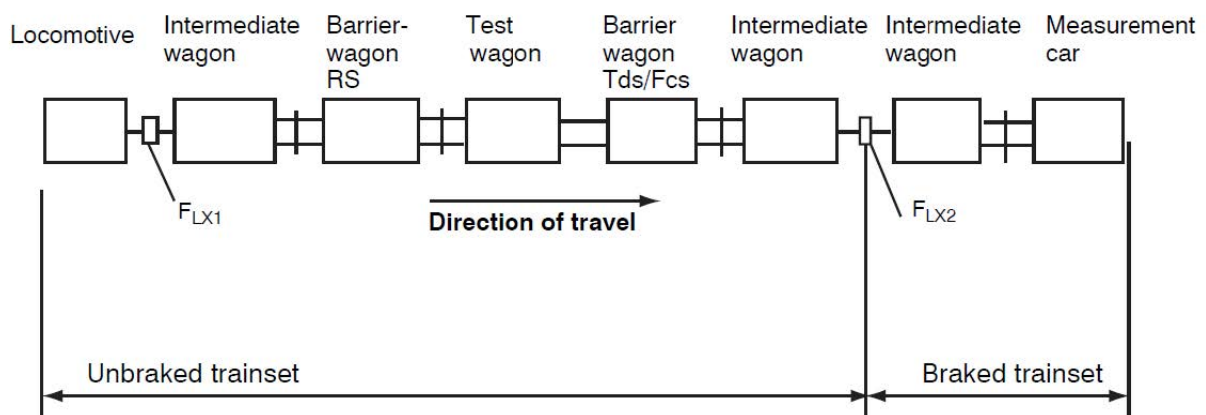 Locomotive
Intermediate
wagon
Barrier-
wagon
RS
Test
wagon
Barrier
wagon
Tds/Fcs
Intermediate
wagon
Intermediate
wagon
Measurement
car
FLX1
Direction of travel
FLX2
Unbraked trainset
Braked trainset